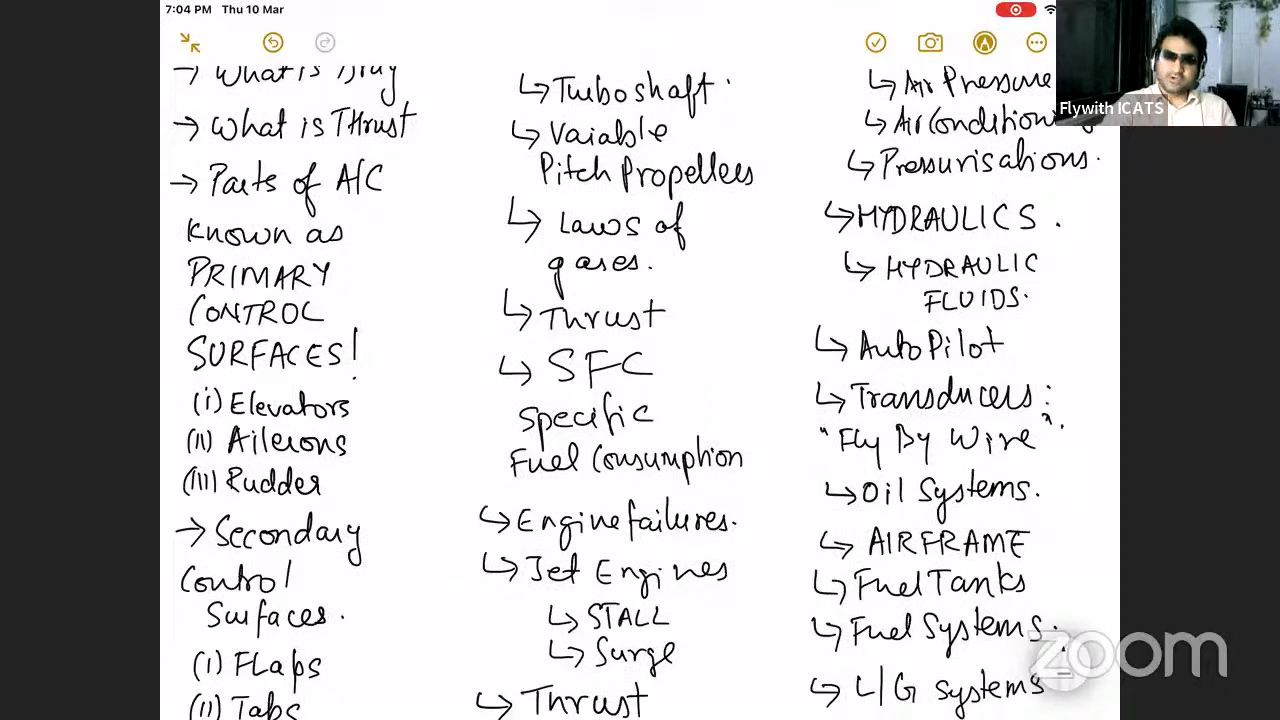 7:04 PM Thu 10 Mar
→ What is Drag
→ What is Thrust
→ Parts of A/C
known as
PRIMARY
CONTROL
SURFACES!
(i) Elevators
(ii) Ailerons
(iii) Rudder
→ Secondary
Control
Surfaces.
(i) FLaps
(ii) Tabs
↳ Turboshaft
↳ Vaiable
Pitch Propellers
↳ Laws of
gases.
↳ Thrust
↳ SFC
Specific
Fuel Consumption
↳ Engine failures.
↳ Jet Engines
↳ STALL
↳ Surge
↳ Thrust
↳ Air Pressure
↳ Air Conditioning
↳ Pressurisations.
↳ HYDRAULICS.
↳ HYDRAULIC
FLUIDS.
↳ AutoPilot
↳ Transducers:
"Fly By Wire".
↳ Oil Systems.
↳ AIRFRAME
↳ Fuel Tanks
↳ Fuel Systems.
↳ L/G systems
Flywith ICATS
zoom